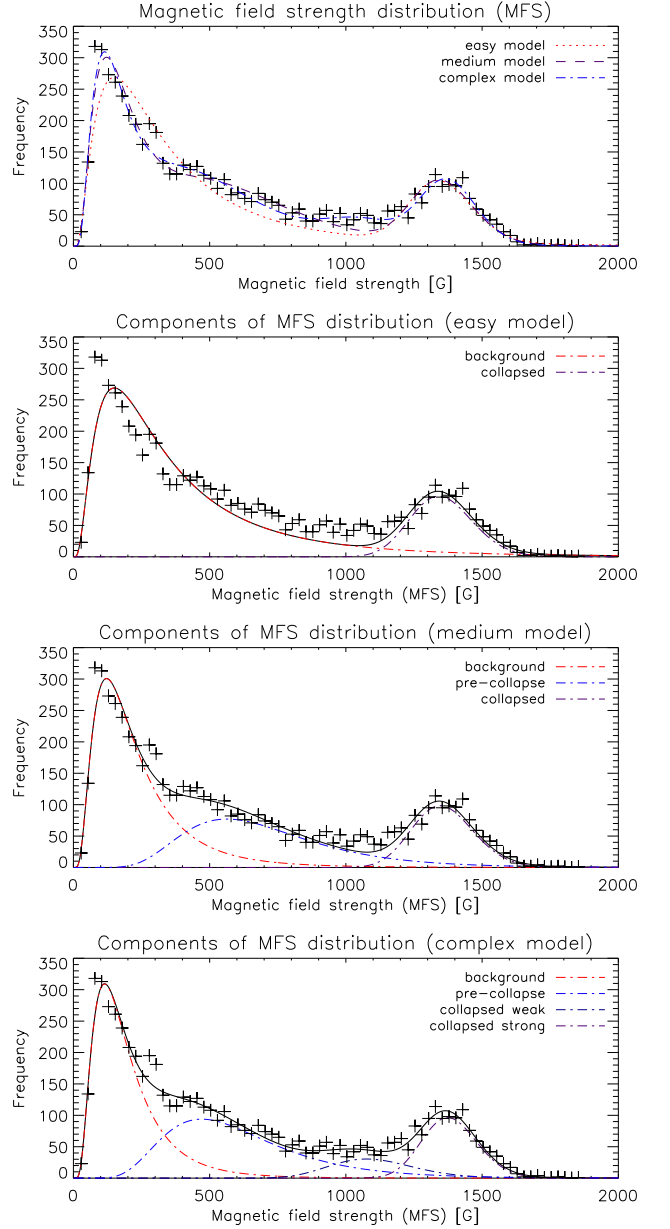 Magnetic field strength distribution (MFS)
350
300
250
200
150
100
50
0
Frequency
easy model
medium model
complex model
0 500 1000 1500 2000
Magnetic field strength [G]
Components of MFS distribution (easy model)
350
300
250
200
150
100
50
0
Frequency
background
collapsed
0 500 1000 1500 2000
Magnetic field strength (MFS) [G]
Components of MFS distribution (medium model)
350
300
250
200
150
100
50
0
Frequency
background
pre-collapse
collapsed
0 500 1000 1500 2000
Magnetic field strength (MFS) [G]
Components of MFS distribution (complex model)
350
300
250
200
150
100
50
0
Frequency
background
pre-collapse
collapsed weak
collapsed strong
0 500 1000 1500 2000
Magnetic field strength (MFS) [G]